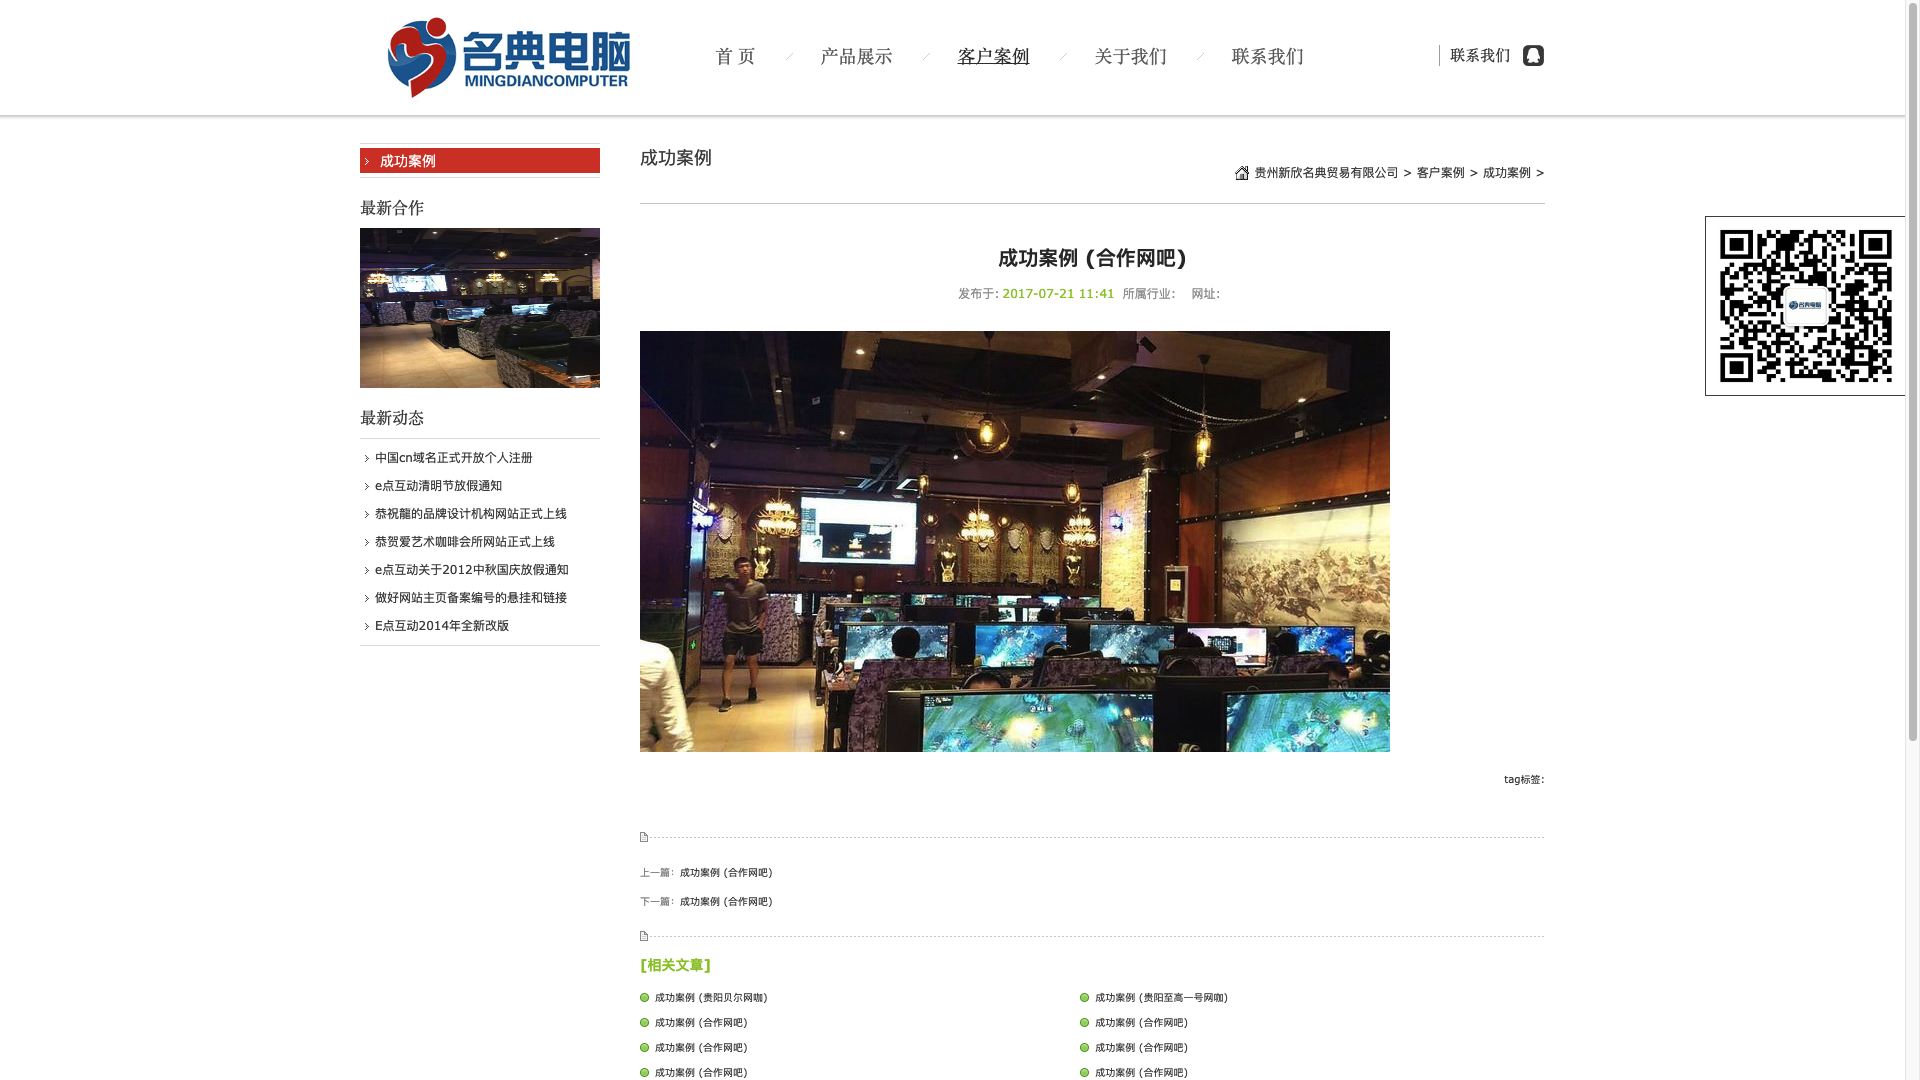 名典电脑
MINGDIANCOMPUTER
首 页
产品展示
客户案例
关于我们
联系我们
联系我们
成功案例
最新合作
最新动态
中国cn域名正式开放个人注册
e点互动清明节放假通知
恭祝龍的品牌设计机构网站正式上线
恭贺爱艺术咖啡会所网站正式上线
e点互动关于2012中秋国庆放假通知
做好网站主页备案编号的悬挂和链接
E点互动2014年全新改版
成功案例
贵州新欣名典贸易有限公司 > 客户案例 > 成功案例 >
成功案例 (合作网吧)
发布于: 2017-07-21 11:41 所属行业: 网址:
名典电脑
tag标签:
上一篇: 成功案例 (合作网吧)
下一篇: 成功案例 (合作网吧)
[相关文章]
成功案例 (贵阳贝尔网咖)
成功案例 (贵阳至高一号网咖)
成功案例 (合作网吧)
成功案例 (合作网吧)
成功案例 (合作网吧)
成功案例 (合作网吧)
成功案例 (合作网吧)
成功案例 (合作网吧)